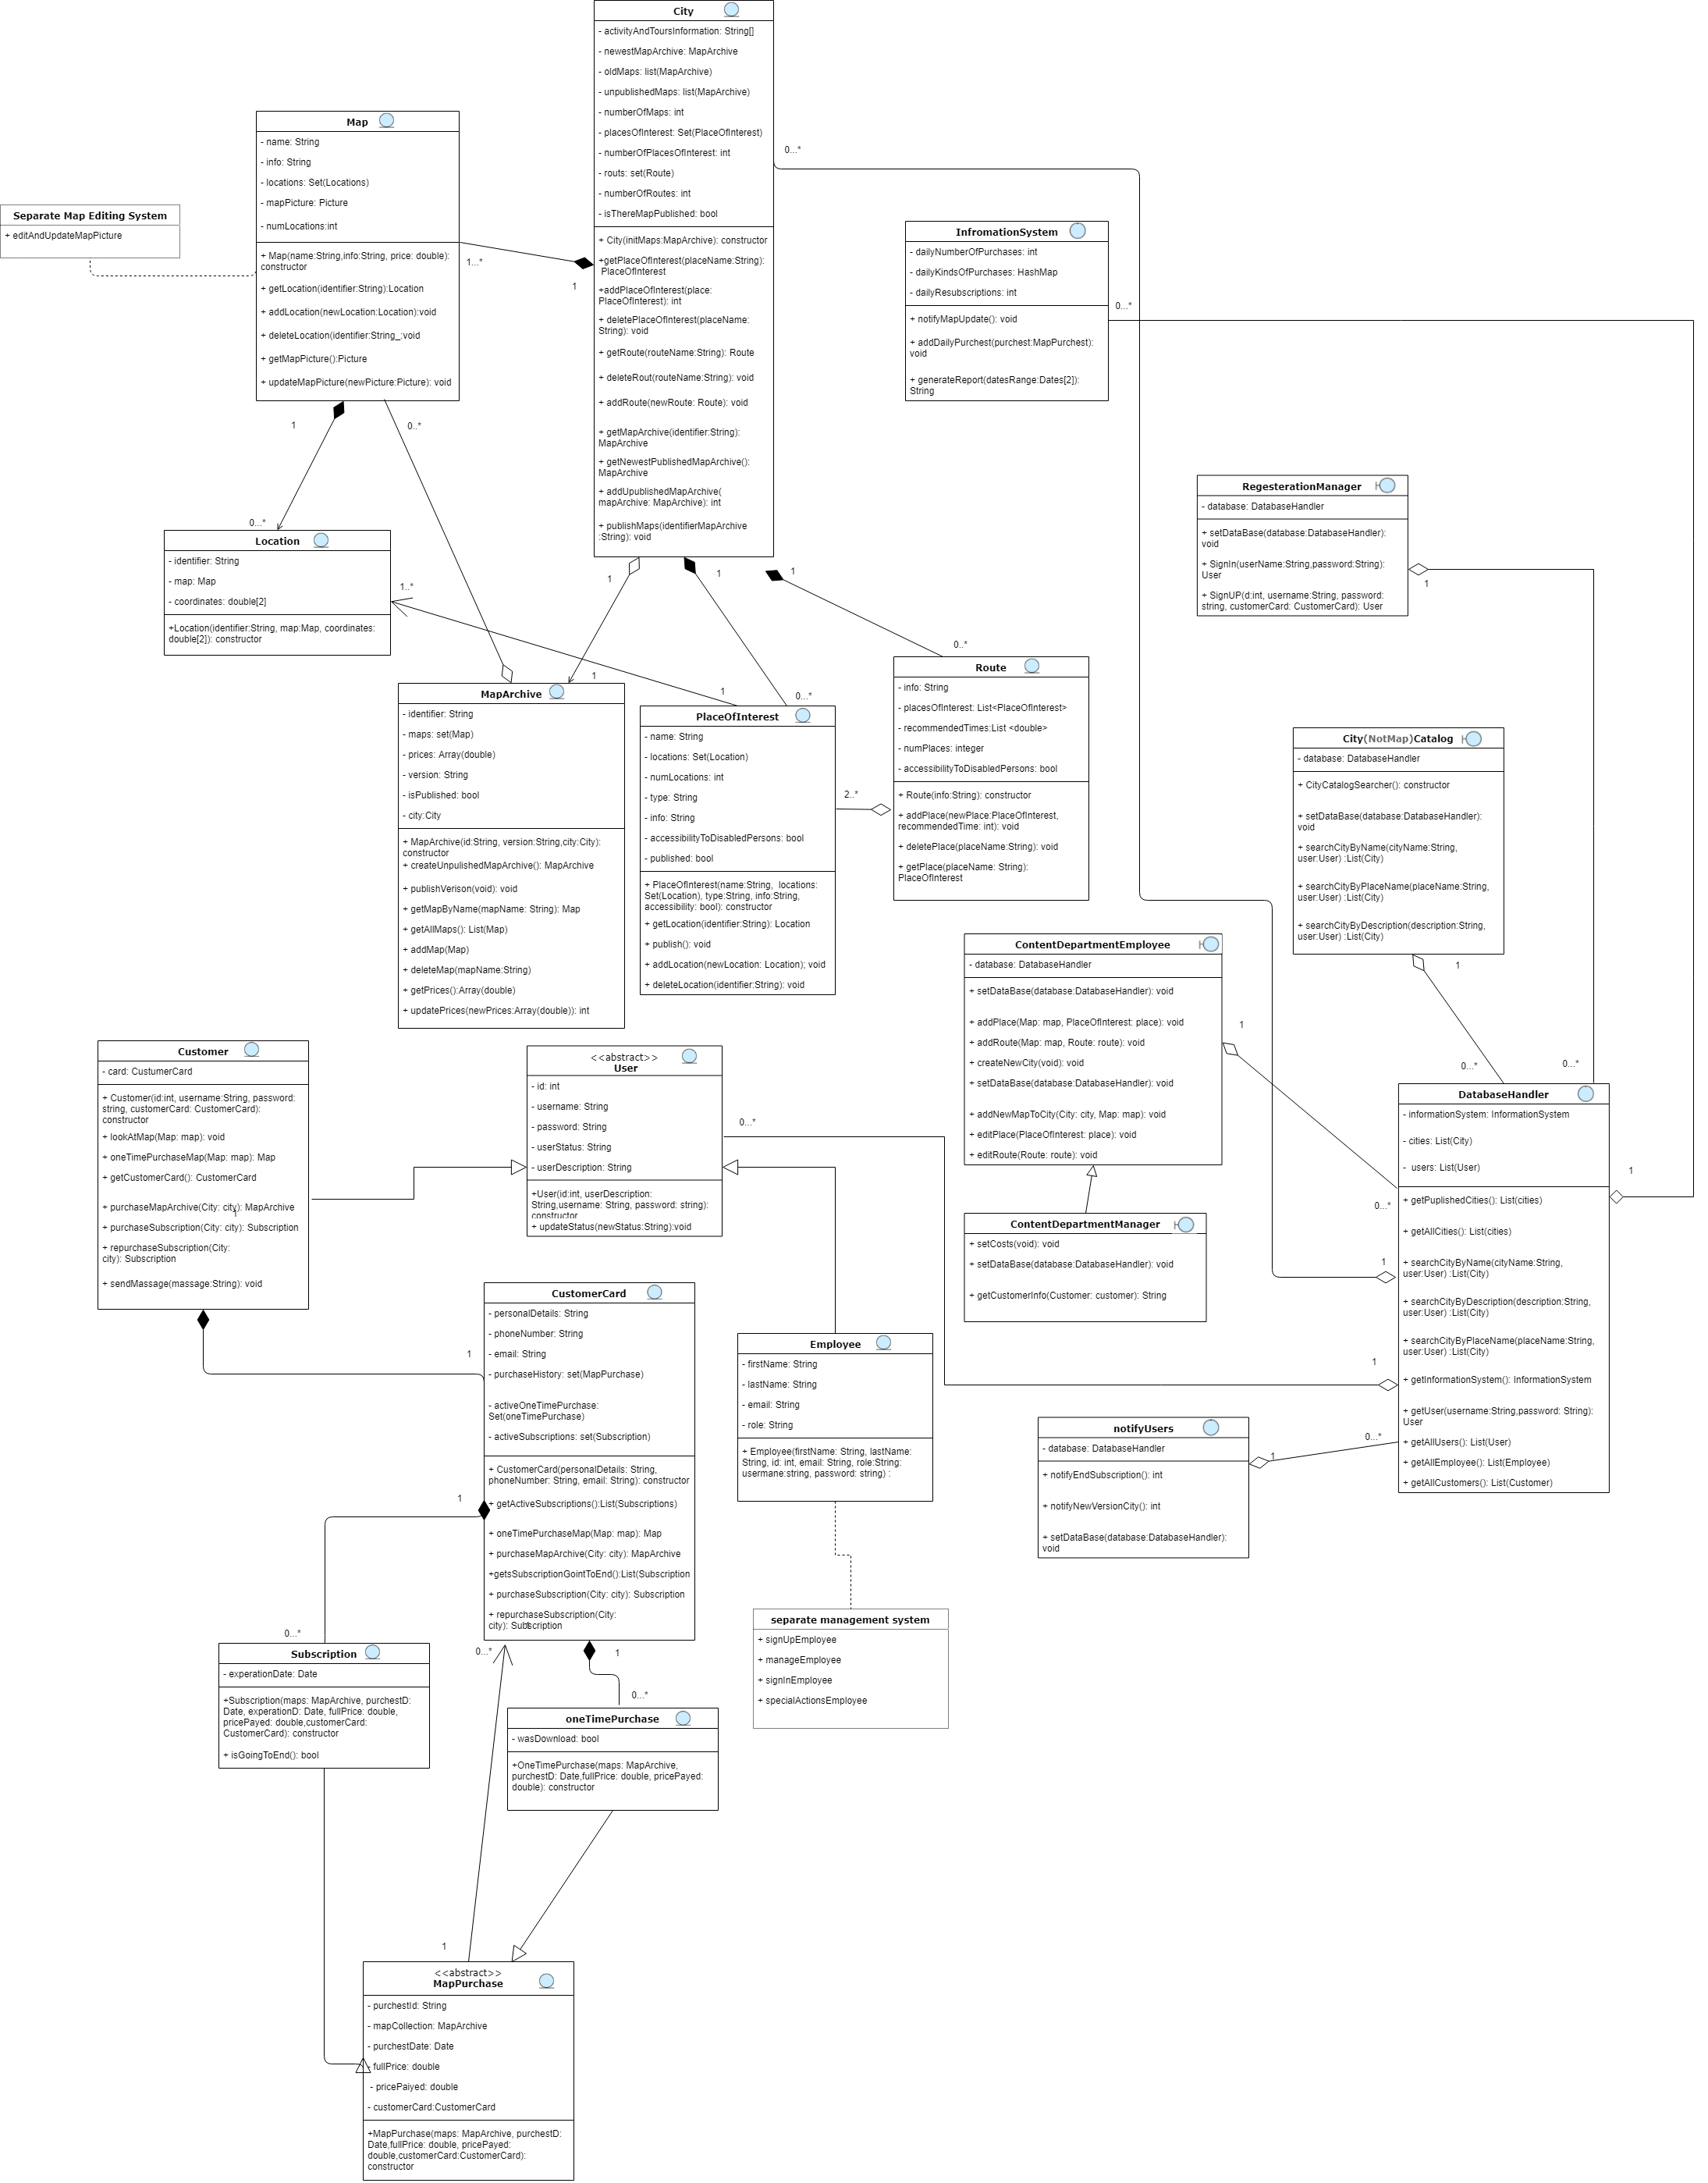 City
- activityAndToursInformation: String[]
- newestMapArchive: MapArchive
- oldMaps: list(MapArchive)
- unpublishedMaps: list(MapArchive)
- numberOfMaps: int
- placesOfInterest: Set(PlaceOfInterest)
- numberOfPlacesOfInterest: int
- routs: set(Route)
- numberOfRoutes: int
- isThereMapPublished: bool
+ City(initMaps:MapArchive): constructor
+getPlaceOfInterest(placeName:String):
PlaceOfInterest
+addPlaceOfInterest(place:
PlaceOfInterest): int
+ deletePlaceOfInterest(placeName:
String): void
+ getRoute(routeName:String): Route
+ deleteRout(routeName:String): void
+ addRoute(newRoute: Route): void
+ getMapArchive(identifier:String):
MapArchive
+ getNewestPublishedMapArchive():
MapArchive
+ addUpublishedMapArchive(
mapArchive: MapArchive): int
+ publishMaps(identifierMapArchive
:String): void
Map
- name: String
- info: String
- locations: Set(Locations)
- mapPicture: Picture
- numLocations:int
+ Map(name:String,info:String, price: double):
constructor
+ getLocation(identifier:String):Location
+ addLocation(newLocation:Location):void
+ deleteLocation(identifier:String_:void
+ getMapPicture():Picture
+ updateMapPicture(newPicture:Picture): void
Separate Map Editing System
+ editAndUpdateMapPicture
1...*
1
0...*
InfromationSystem
- dailyNumberOfPurchases: int
- dailyKindsOfPurchases: HashMap
- dailyResubscriptions: int
+ notifyMapUpdate(): void
+ addDailyPurchest(purchest:MapPurchest):
void
+ generateReport(datesRange:Dates[2]):
String
0...*
1
0..*
0...*
Location
- identifier: String
- map: Map
- coordinates: double[2]
+Location(identifier:String, map:Map, coordinates:
double[2]): constructor
1..*
1
1
1
RegesterationManager
- database: DatabaseHandler
+ setDataBase(database:DatabaseHandler):
void
+ SignIn(userName:String,password:String):
User
+ SignUP(d:int, username:String, password:
string, customerCard: CustomerCard): User
1
MapArchive
- identifier: String
- maps: set(Map)
- prices: Array(double)
- version: String
- isPublished: bool
- city:City
+ MapArchive(id:String, version:String,city:City):
constructor
+ createUnpulishedMapArchive(): MapArchive
+ publishVerison(void): void
+ getMapByName(mapName: String): Map
+ getAllMaps(): List(Map)
+ addMap(Map)
+ deleteMap(mapName:String)
+ getPrices():Array(double)
+ updatePrices(newPrices:Array(double)): int
1
1
0...*
0..*
PlaceOfInterest
- name: String
- locations: Set(Location)
- numLocations: int
- type: String
- info: String
- accessibilityToDisabledPersons: bool
- published: bool
+ PlaceOfInterest(name:String, locations:
Set(Location), type:String, info:String,
accessibility: bool): constructor
+ getLocation(identifier:String): Location
+ publish(): void
+ addLocation(newLocation: Location); void
+ deleteLocation(identifier:String): void
2..*
Route
- info: String
- placesOfInterest: List<PlaceOfInterest>
- recommendedTimes:List <double>
- numPlaces: integer
- accessibilityToDisabledPersons: bool
+ Route(info:String): constructor
+ addPlace(newPlace:PlaceOfInterest,
recommendedTime: int): void
+ deletePlace(placeName:String): void
+ getPlace(placeName: String):
PlaceOfInterest
City(NotMap)Catalog
- database: DatabaseHandler
+ CityCatalogSearcher(): constructor
+ setDataBase(database:DatabaseHandler):
void
+ searchCityByName(cityName:String,
user:User) :List(City)
+ searchCityByPlaceName(placeName:String,
user:User) :List(City)
+ searchCityByDescription(description:String,
user:User) :List(City)
1
0...*
0...*
ContentDepartmentEmployee
- database: DatabaseHandler
+ setDataBase(database:DatabaseHandler): void
+ addPlace(Map: map, PlaceOfInterest: place): void
+ addRoute(Map: map, Route: route): void
+ createNewCity(void): void
+ setDataBase(database:DatabaseHandler): void
+ addNewMapToCity(City: city, Map: map): void
+ editPlace(PlaceOfInterest: place): void
+ editRoute(Route: route): void
1
ContentDepartmentManager
+ setCosts(void): void
+ setDataBase(database:DatabaseHandler): void
+ getCustomerInfo(Customer: customer): String
DatabaseHandler
- informationSystem: InformationSystem
- cities: List(City)
- users: List(User)
+ getPuplishedCities(): List(cities)
+ getAllCities(): List(cities)
+ searchCityByName(cityName:String,
user:User) :List(City)
+ searchCityByDescription(description:String,
user:User) :List(City)
+ searchCityByPlaceName(placeName:String,
user:User) :List(City)
+ getInformationSystem(): InformationSystem
+ getUser(username:String,password: String):
User
+ getAllUsers(): List(User)
+ getAllEmployee(): List(Employee)
+ getAllCustomers(): List(Customer)
1
0...*
1
1
0...*
Customer
- card: CustumerCard
+ Customer(id:int, username:String, password:
string, customerCard: CustomerCard):
constructor
+ lookAtMap(Map: map): void
+ oneTimePurchaseMap(Map: map): Map
+ getCustomerCard(): CustomerCard
+ purchaseMapArchive(City: city): MapArchive
1
+ purchaseSubscription(City: city): Subscription
+ repurchaseSubscription(City:
city): Subscription
+ sendMassage(massage:String): void
<<abstract>>
User
- id: int
- username: String
- password: String
- userStatus: String
- userDescription: String
+User(id:int, userDescription:
String,username: String, password: string):
constructor
+ updateStatus(newStatus:String):void
0...*
CustomerCard
- personalDetails: String
- phoneNumber: String
- email: String
- purchaseHistory: set(MapPurchase)
- activeOneTimePurchase:
Set(oneTimePurchase)
- activeSubscriptions: set(Subscription)
+ CustomerCard(personalDetails: String,
phoneNumber: String, email: String): constructor
+ getActiveSubscriptions():List(Subscriptions)
+ oneTimePurchaseMap(Map: map): Map
+ purchaseMapArchive(City: city): MapArchive
+getsSubscriptionGointToEnd():List(Subscription
+ purchaseSubscription(City: city): Subscription
+ repurchaseSubscription(City:
city): Subscription
1
1
Employee
- firstName: String
- lastName: String
- email: String
- role: String
+ Employee(firstName: String, lastName:
String, id: int, email: String, role:String:
usermane:string, password: string) :
notifyUsers
- database: DatabaseHandler
+ notifyEndSubscription(): int
+ notifyNewVersionCity(): int
+ setDataBase(database:DatabaseHandler):
void
1
separate management system
+ signUpEmployee
+ manageEmployee
+ signInEmployee
+ specialActionsEmployee
0...*
Subscription
- experationDate: Date
+Subscription(maps: MapArchive, purchestD:
Date, experationD: Date, fullPrice: double,
pricePayed: double,customerCard:
CustomerCard): constructor
+ isGoingToEnd(): bool
0...*
1
0...*
oneTimePurchase
- wasDownload: bool
+OneTimePurchase(maps: MapArchive,
purchestD: Date,fullPrice: double, pricePayed:
double): constructor
1
<<abstract>>
MapPurchase
- purchestId: String
- mapCollection: MapArchive
- purchestDate: Date
- fullPrice: double
- pricePaiyed: double
- customerCard:CustomerCard
+MapPurchase(maps: MapArchive, purchestD:
Date,fullPrice: double, pricePayed:
double,customerCard:CustomerCard):
constructor